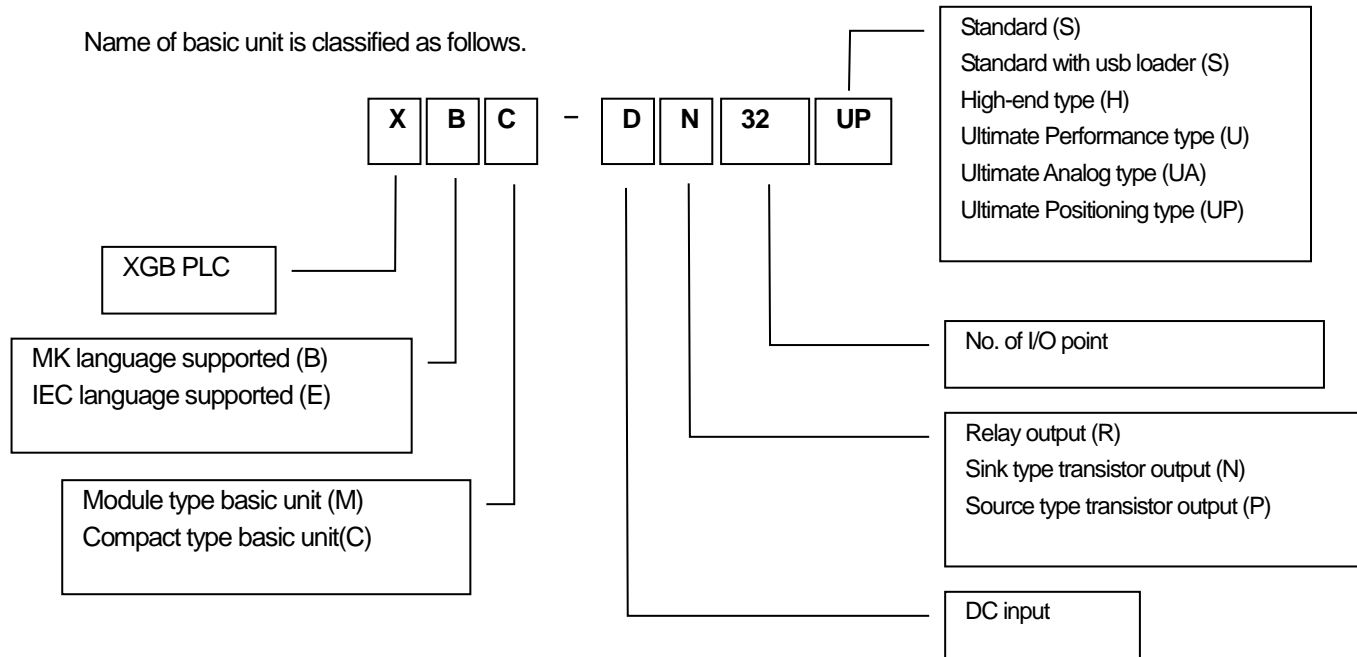 Name of basic unit is classified as follows.
X B C – D N 32 UP
Standard (S)
Standard with usb loader (S)
High-end type (H)
Ultimate Performance type (U)
Ultimate Analog type (UA)
Ultimate Positioning type (UP)
XGB PLC
MK language supported (B)
IEC language supported (E)
Module type basic unit (M)
Compact type basic unit(C)
No. of I/O point
Relay output (R)
Sink type transistor output (N)
Source type transistor output (P)
DC input